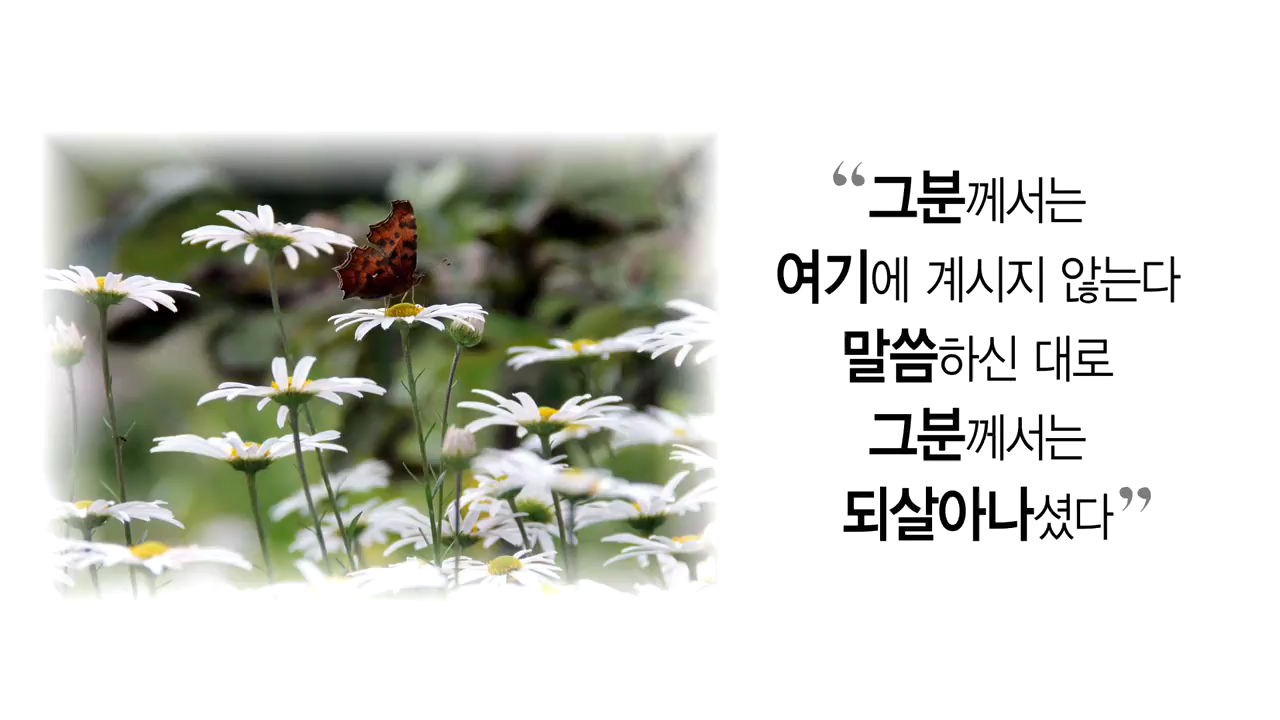 “그분께서는
여기에 계시지 않는다
말씀하신 대로
그분께서는
되살아나셨다”